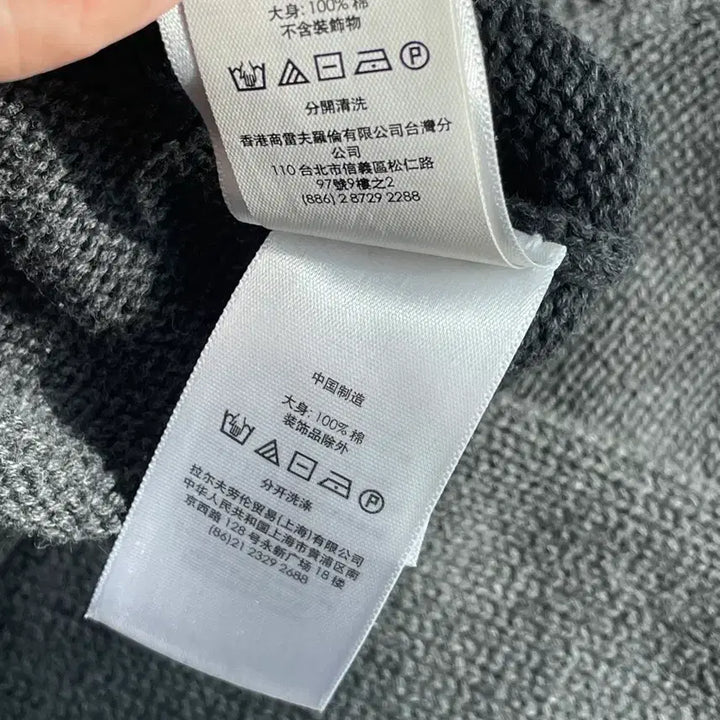 大身: 100% 棉
不含裝飾物
P
分開清洗
香港商雷夫羅倫有限公司台灣分
公司
110 台北市信義區松仁路
97號9樓之2
(886) 2 8729 2288
中国制造
大身: 100% 棉
装饰品除外
P
分开洗涤
拉尔夫劳伦贸易(上海)有限公司
中华人民共和国上海市黄浦区南
京西路 128 号永新广场 18 楼
(86)21 2329 2688